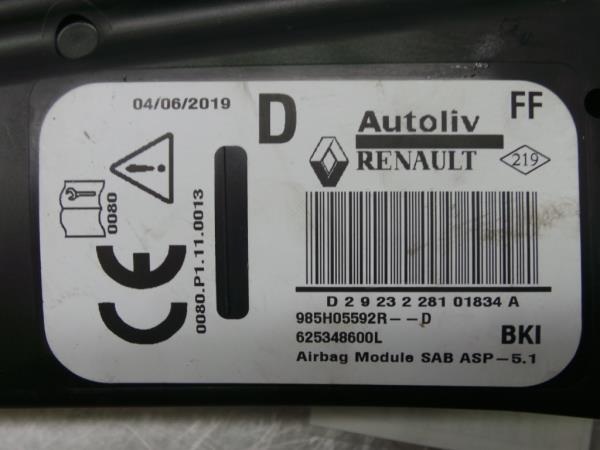 04/06/2019
D
FF
Autoliv
RENAULT
219
0080
0080.P1.11.0013
CE
D 2 9 23 2 281 01834 A
985H05592R--D
625348600L
BKI
Airbag Module SAB ASP-5.1